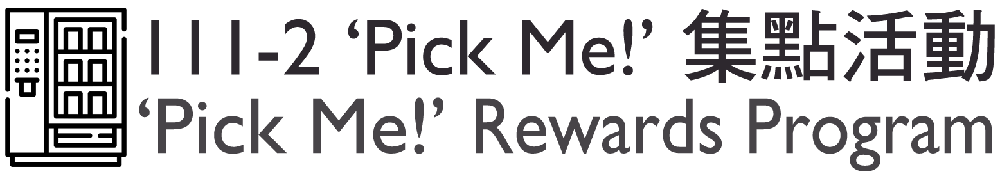 111-2 ‘Pick Me!’ 集點活動
‘Pick Me!’ Rewards Program